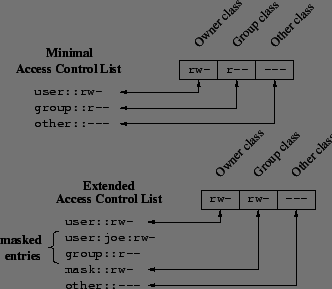 Owner class
Group class
Other class
Minimal
Access Control List
rw- r-- ---
user::rw-
group::r--
other::---
Owner class
Group class
Other class
Extended
Access Control List
rw- rw- ---
user::rw-
masked
entries
user:joe:rw-
group::r--
mask::rw-
other::---